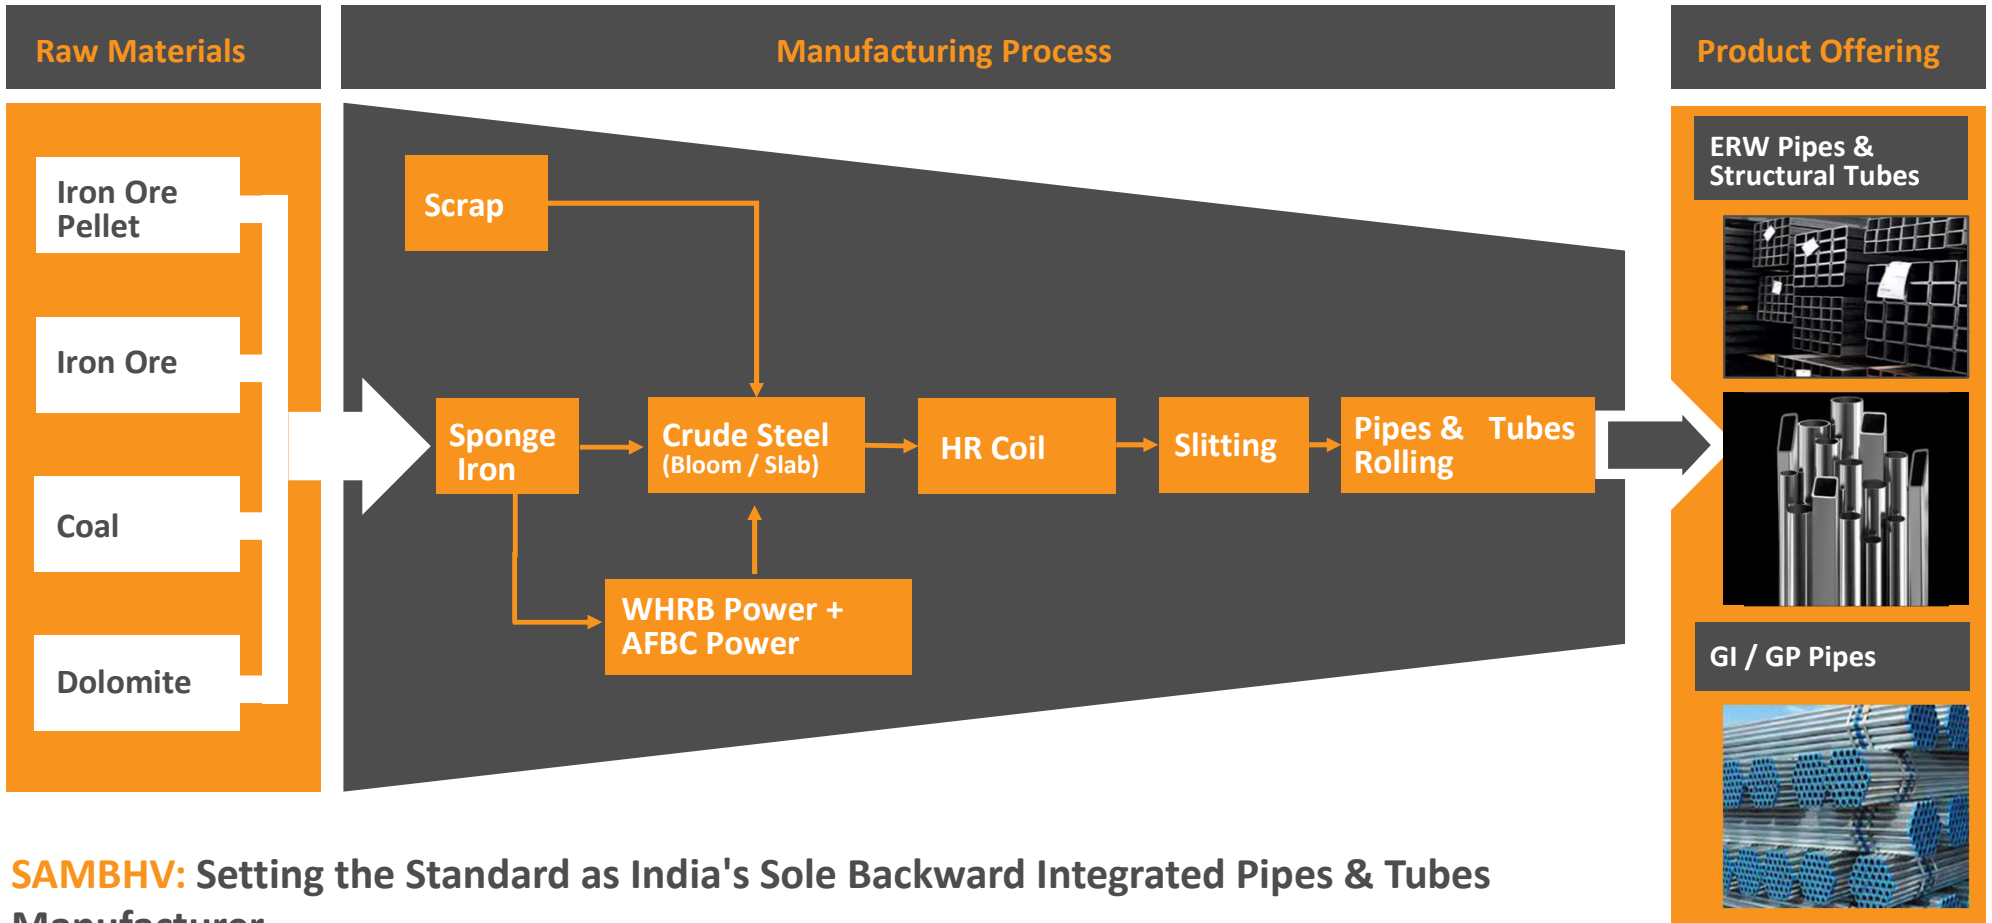 Raw Materials
Manufacturing Process
Product Offering
Iron Ore
Pellet
Iron Ore
Coal
Dolomite
Scrap
Sponge
Iron
Crude Steel
(Bloom / Slab)
HR Coil
Slitting
Pipes & Tubes
Rolling
WHRB Power +
AFBC Power
ERW Pipes &
Structural Tubes
GI / GP Pipes
SAMBHV: Setting the Standard as India's Sole Backward Integrated Pipes & Tubes
Manufacturer